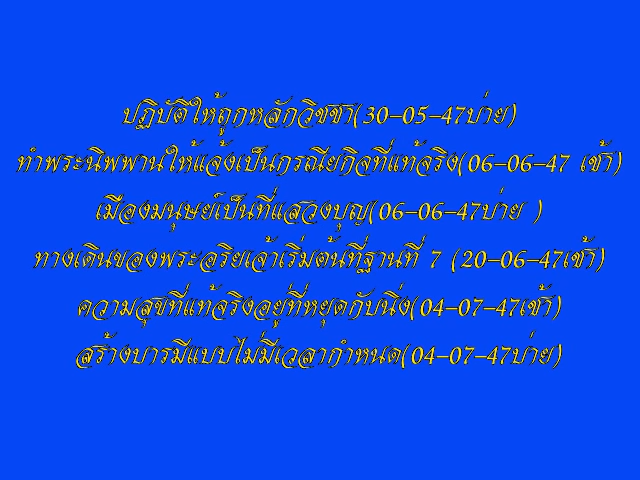 ปฏิบัติให้ถูกหลักวิชชา(30-05-47บ่าย)
ทำพระนิพพานให้แจ้งเป็นกรณียกิจที่แท้จริง(06-06-47 เช้า)
เมืองมนุษย์เป็นที่แสวงบุญ(06-06-47บ่าย )
ทางเดินของพระอริยเจ้าเริ่มต้นที่ฐานที่ 7 (20-06-47เช้า)
ความสุขที่แท้จริงอยู่ที่หยุดกับนิ่ง(04-07-47เช้า)
สร้างบารมีแบบไม่มีเวลากำหนด(04-07-47บ่าย)